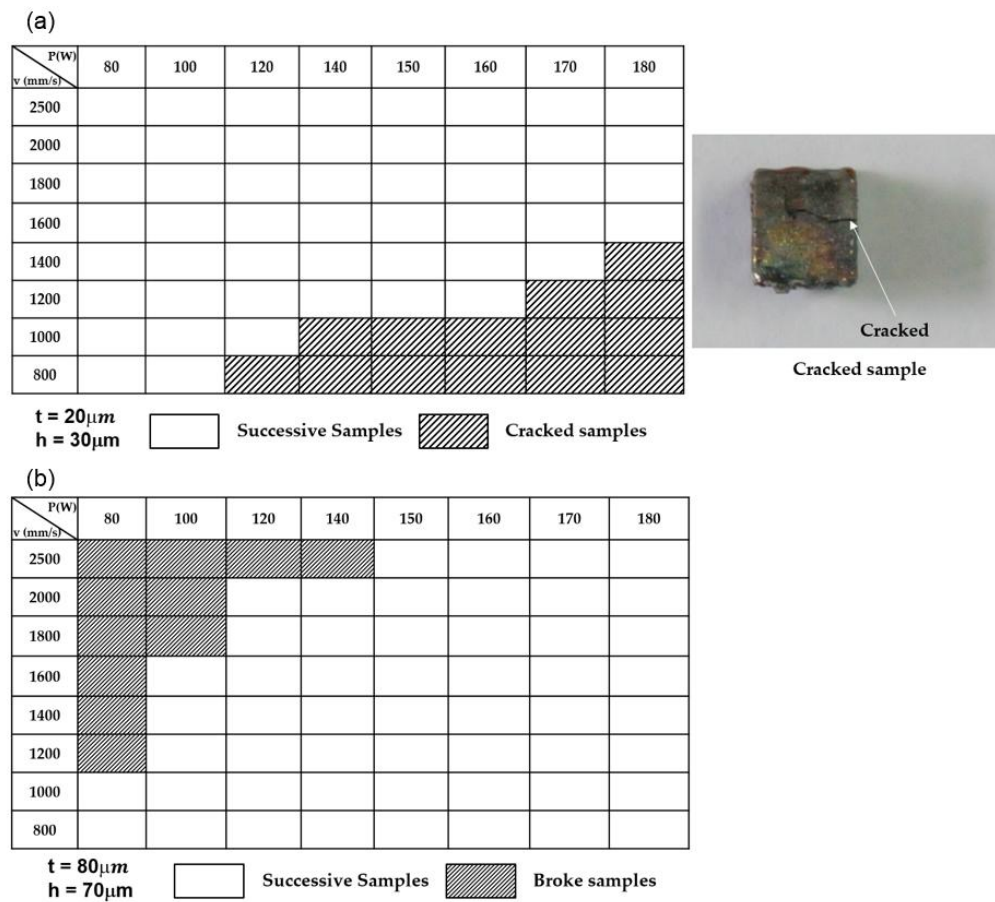 (a)
P(W)
v (mm/s)
80 100 120 140 150 160 170 180
2500
2000
1800
1600
1400
1200
1000
800
Cracked
Cracked sample
t = 20μm
h = 30μm
Successive Samples
Cracked samples
(b)
P(W)
v (mm/s)
80 100 120 140 150 160 170 180
2500
2000
1800
1600
1400
1200
1000
800
t = 80μm
h = 70μm
Successive Samples
Broke samples